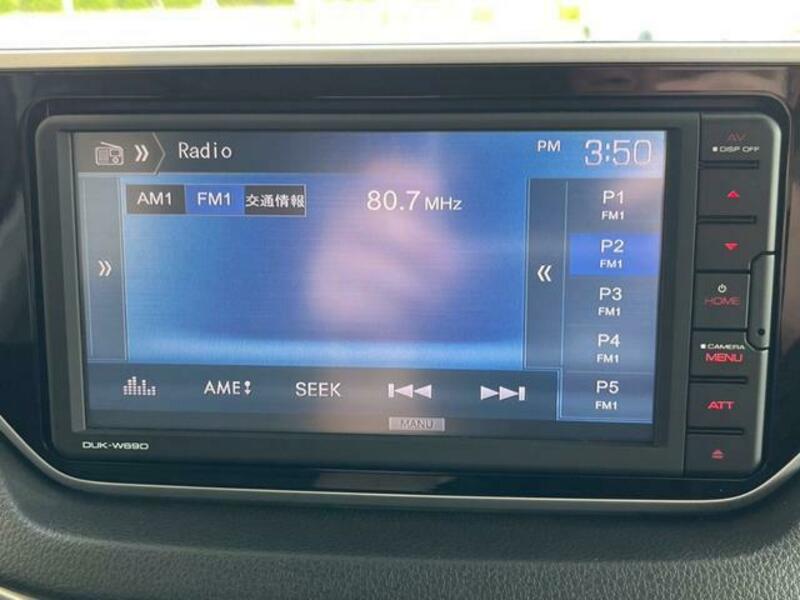 Radio
PM 3:50
AM1 FM1 交通情報
80.7 MHz
P1
FM1
P2
FM1
P3
FM1
P4
FM1
P5
FM1
AME SEEK
MANU
DUK-W69D
AV
DISP OFF
HOME
CAMERA
MENU
ATT